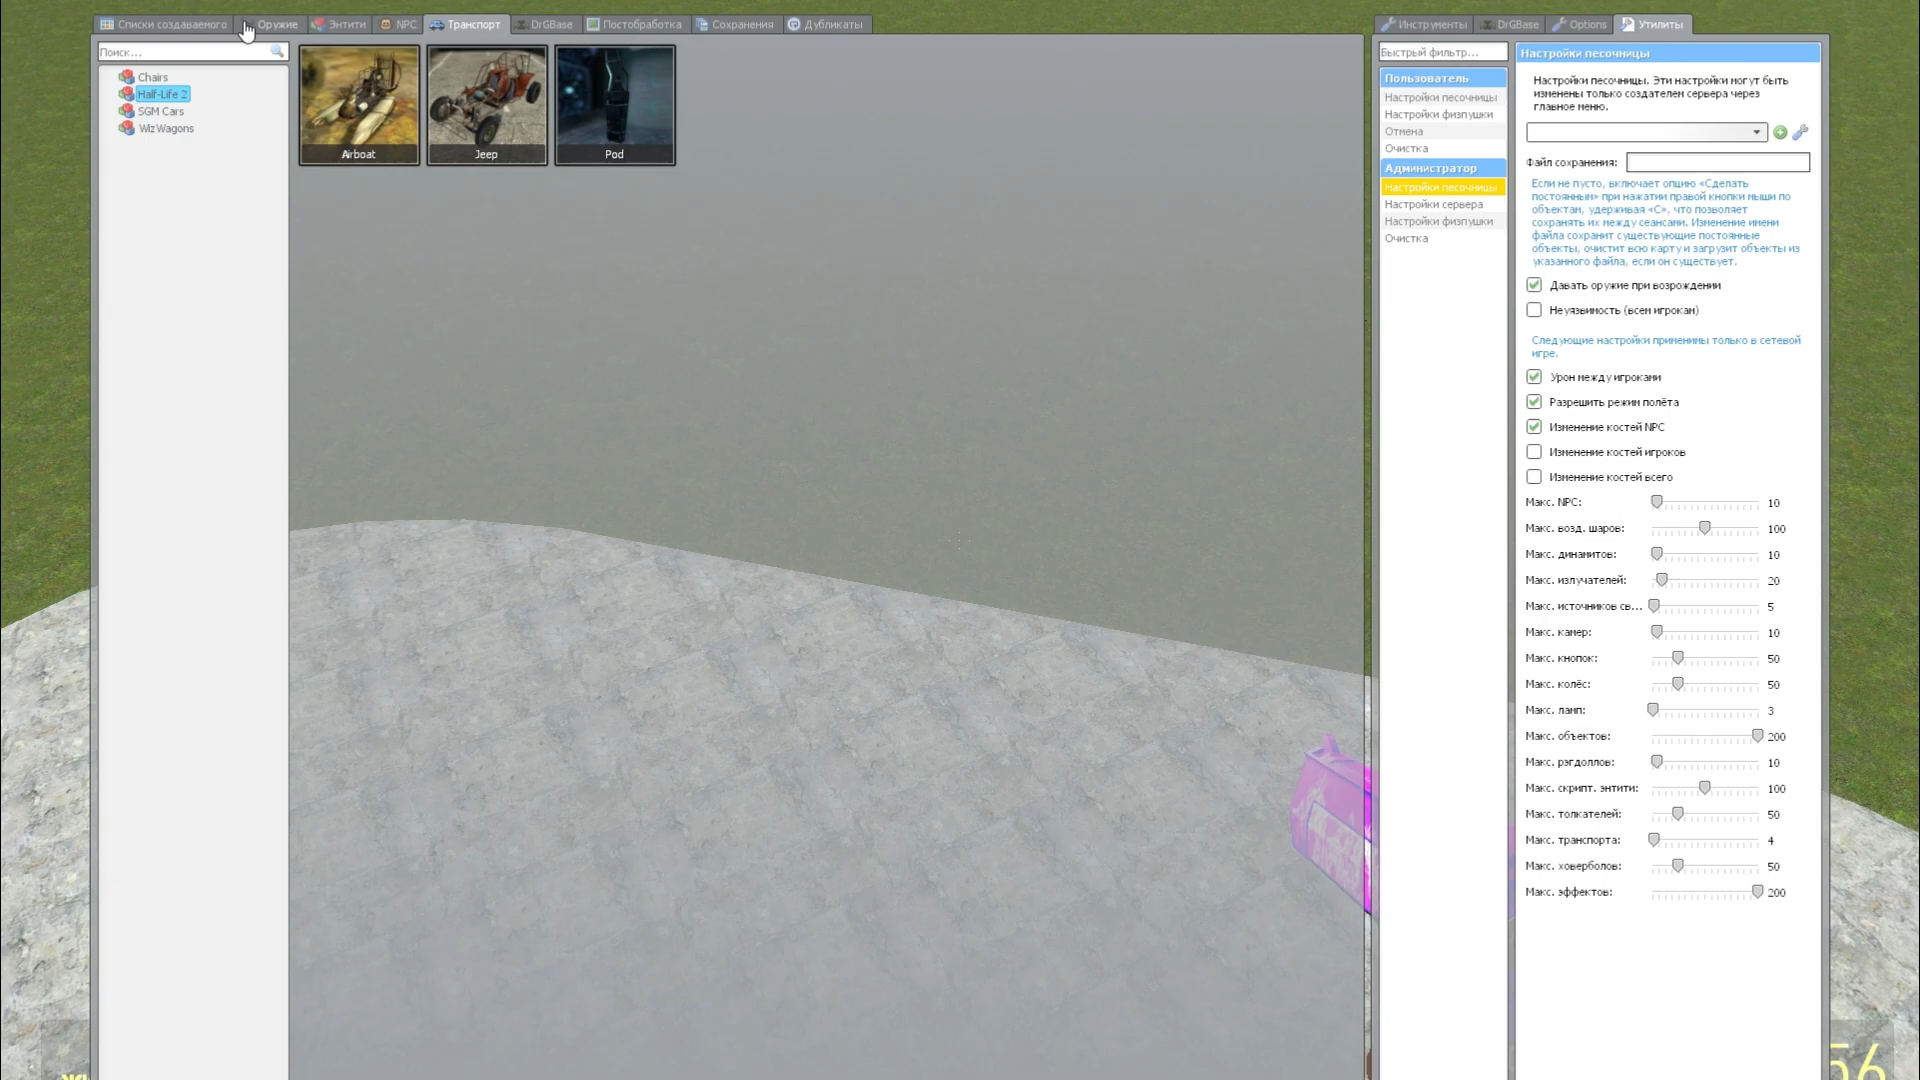 Списки создаваемого
Оружие
Энтити
NPC
Транспорт
DrGBase
Постобработка
Сохранения
Дубликаты
Инструменты
DrGBase
Options
Утилиты
Поиск...
Chairs
Half-Life 2
SGM Cars
WizWagons
Airboat
Jeep
Pod
Быстрый фильтр...
Пользователь
Настройки песочницы
Настройки физпушки
Отмена
Очистка
Администратор
Настройки песочницы
Настройки сервера
Настройки физпушки
Очистка
Настройки песочницы
Настройки песочницы. Эти настройки могут быть
изменены только создателем сервера через
главное меню.
Файл сохранения:
Если не пусто, включает опцию «Сделать
постоянным» при нажатии правой кнопки мыши по
объектам, удерживая «C», что позволяет
сохранять их между сеансами. Изменение имени
файла сохранит существующие постоянные
объекты, очистит всю карту и загрузит объекты из
указанного файла, если он существует.
Давать оружие при возрождении
Неуязвимость (всем игрокам)
Следующие настройки применимы только в сетевой
игре.
Урон между игроками
Разрешить режим полёта
Изменение костей NPC
Изменение костей игроков
Изменение костей всего
Макс. NPC: 10
Макс. возд. шаров: 100
Макс. динамитов: 10
Макс. излучателей: 20
Макс. источников св... 5
Макс. камер: 10
Макс. кнопок: 50
Макс. колёс: 50
Макс. ламп: 3
Макс. объектов: 200
Макс. рэгдоллов: 10
Макс. скрипт. энтити: 100
Макс. толкателей: 50
Макс. транспорта: 4
Макс. ховерболов: 50
Макс. эффектов: 200
56